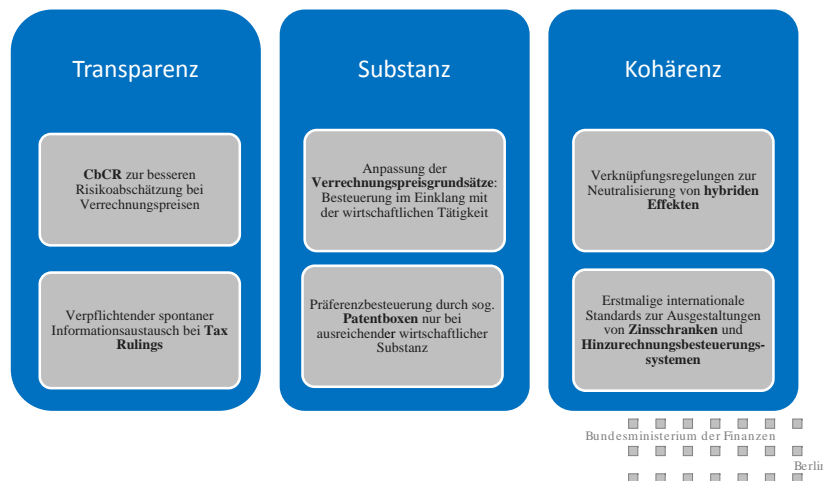 Transparenz
CbCR zur besseren
Risikoabschätzung bei
Verrechnungspreisen
Verpflichtender spontaner
Informationsaustausch bei Tax
Rulings
Substanz
Anpassung der
Verrechnungspreisgrundsätze:
Besteuerung im Einklang mit
der wirtschaftlichen Tätigkeit
Präferenzbesteuerung durch sog.
Patentboxen nur bei
ausreichender wirtschaftlicher
Substanz
Kohärenz
Verknüpfungsregelungen zur
Neutralisierung von hybriden
Effekten
Erstmalige internationale
Standards zur Ausgestaltungen
von Zinsschranken und
Hinzurechnungsbesteuerungs-
systemen
Bundesministerium der Finanzen
Berlin